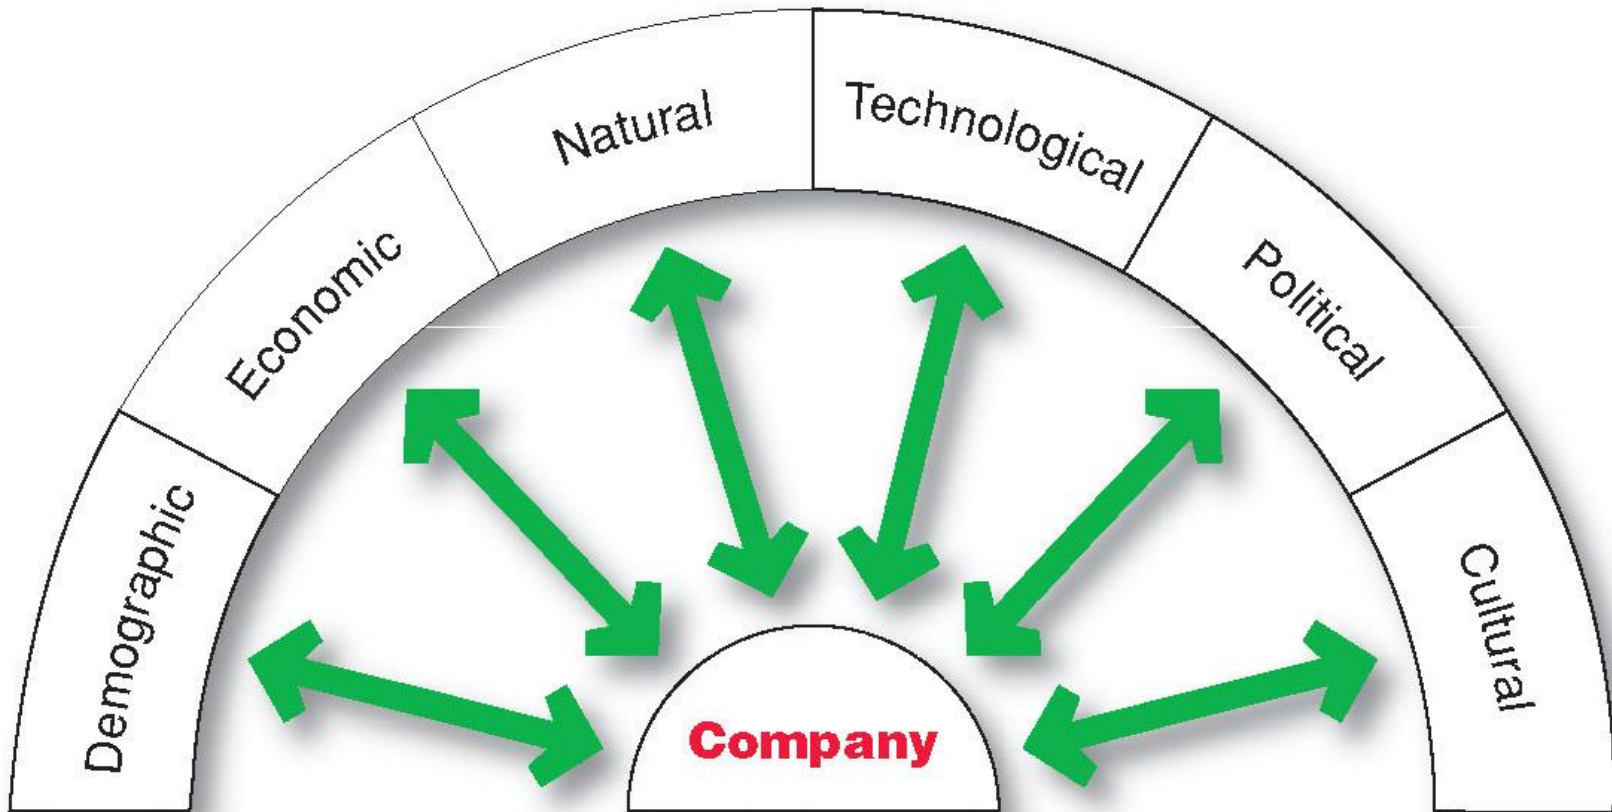 Demographic
Economic
Natural
Technological
Political
Cultural
Company